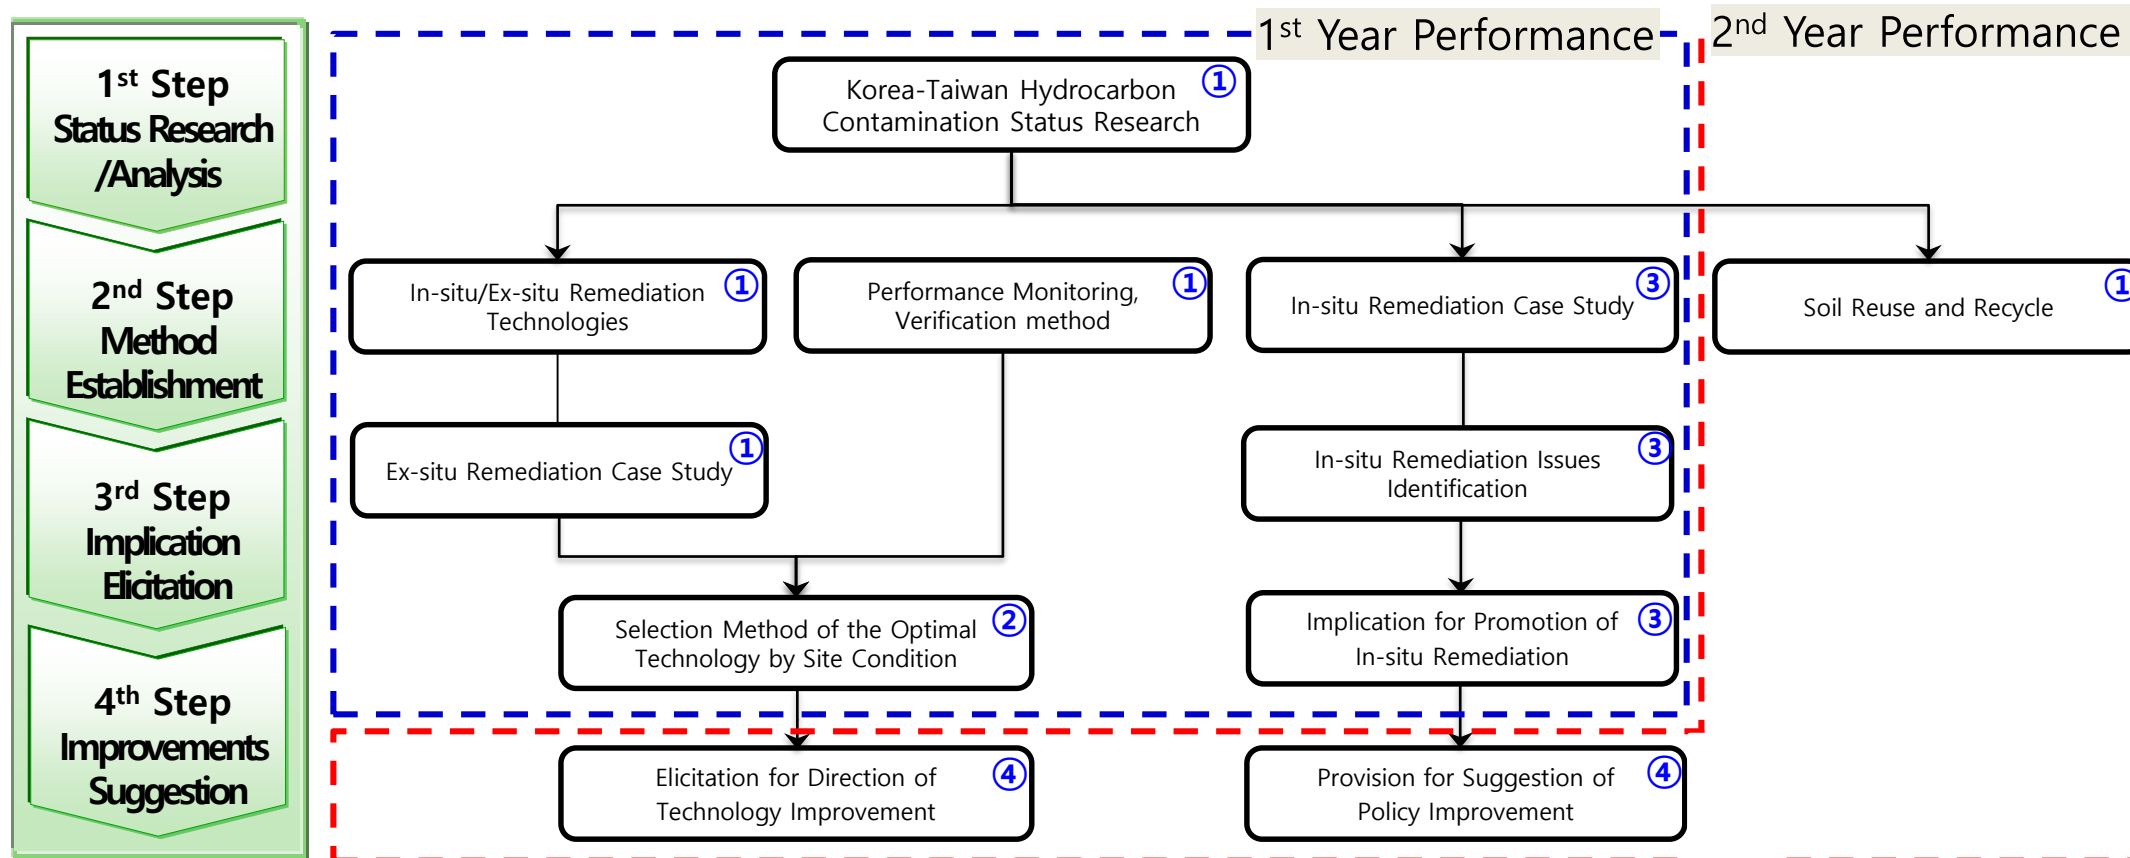 1st Year Performance
2nd Year Performance
1st Step
Status Research
/Analysis
2nd Step
Method
Establishment
3rd Step
Implication
Elicitation
4th Step
Improvements
Suggestion
Korea-Taiwan Hydrocarbon
Contamination Status Research
①
In-situ/Ex-situ Remediation
Technologies
①
Performance Monitoring,
Verification method
①
In-situ Remediation Case Study
③
Soil Reuse and Recycle
①
Ex-situ Remediation Case Study
①
In-situ Remediation Issues
Identification
③
Selection Method of the Optimal
Technology by Site Condition
②
Implication for Promotion of
In-situ Remediation
③
Elicitation for Direction of
Technology Improvement
④
Provision for Suggestion of
Policy Improvement
④